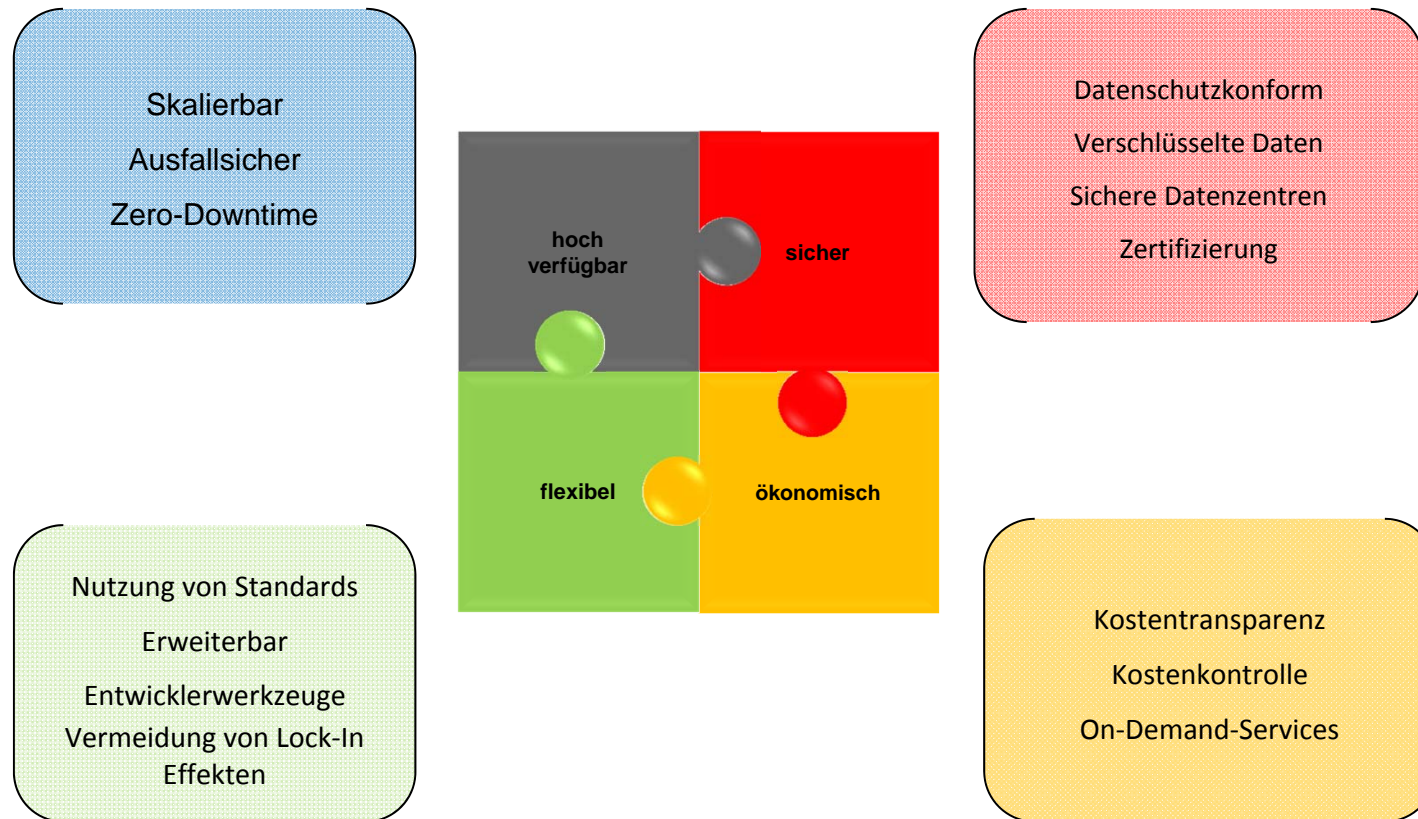 Skalierbar
Ausfallsicher
Zero-Downtime
Datenschutzkonform
Verschlüsselte Daten
Sichere Datenzentren
Zertifizierung
hoch
verfügbar
sicher
flexibel
ökonomisch
Nutzung von Standards
Erweiterbar
Entwicklerwerkzeuge
Vermeidung von Lock-In
Effekten
Kostentransparenz
Kostenkontrolle
On-Demand-Services